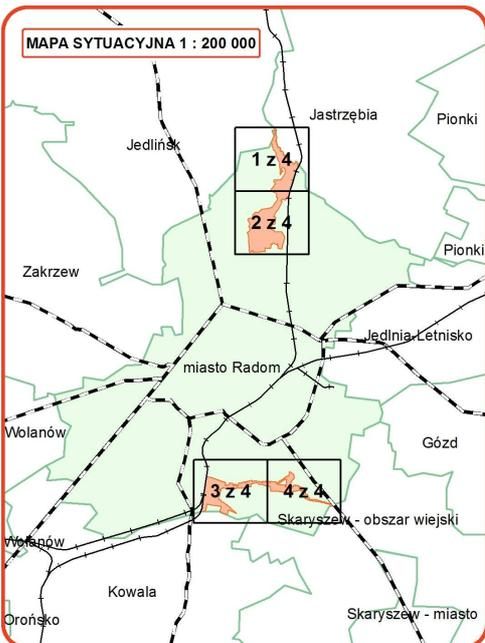 MAPA SYTUACYJNA 1 : 200 000
Jastrzębia
Pionki
Jedlińsk
1 z 4
2 z 4
Pionki
Zakrzew
Jedlnia-Letnisko
miasto Radom
Wolanów
Gózd
3 z 4
4 z 4
Skaryszew - obszar wiejski
Wolanów
Kowala
Orońsko
Skaryszew - miasto